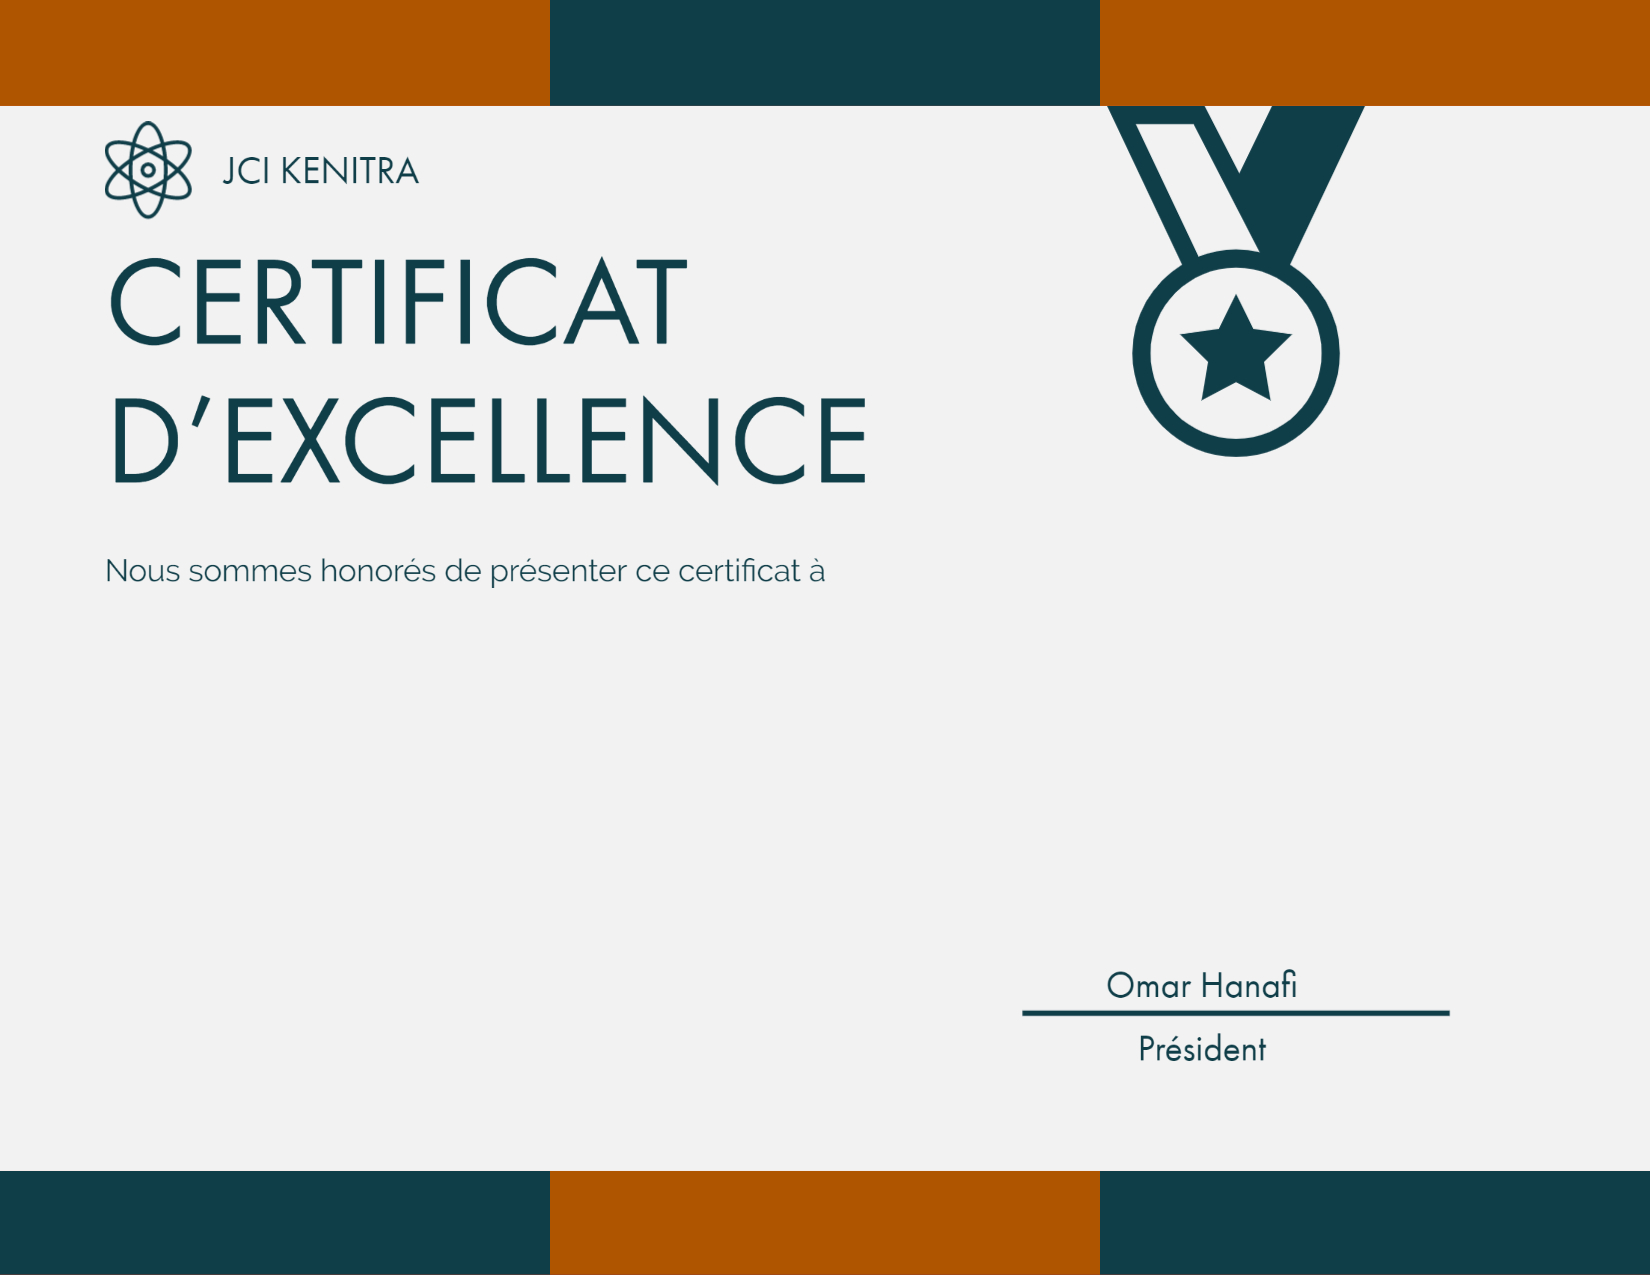 JCI KENITRA
CERTIFICAT
D’EXCELLENCE
Nous sommes honorés de présenter ce certificat à
Omar Hanafi
Président